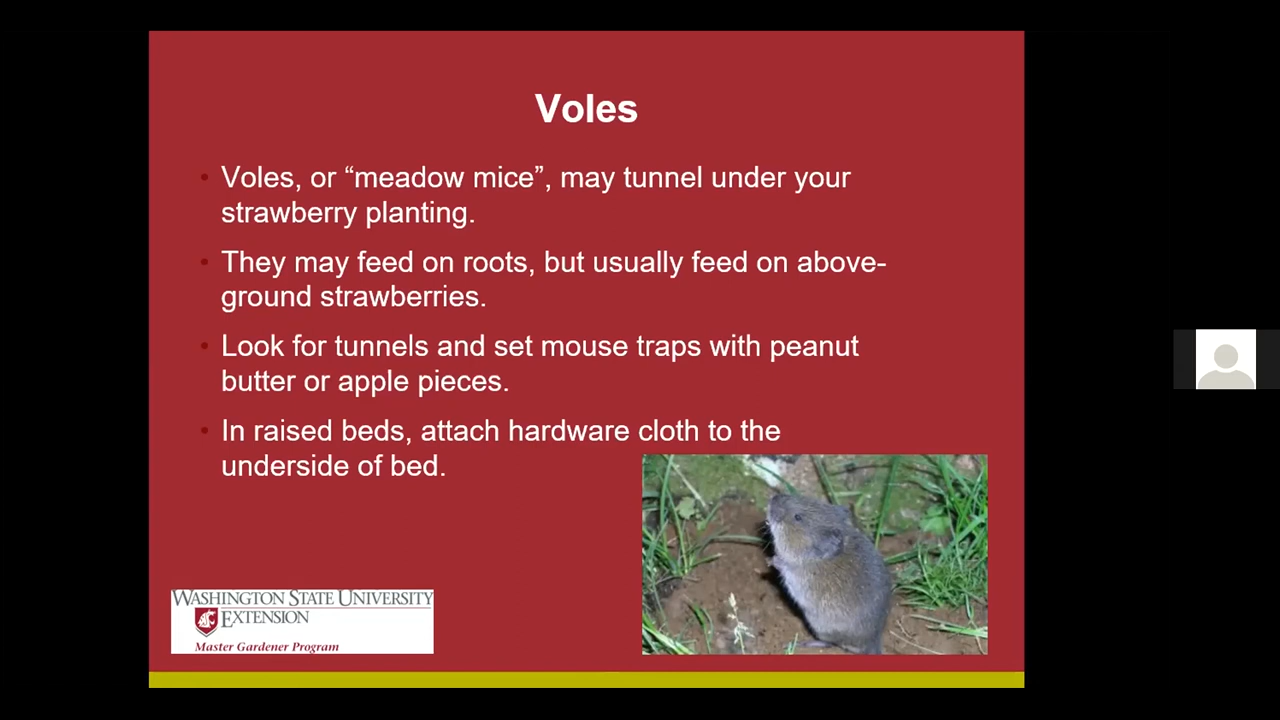 Voles
• Voles, or “meadow mice”, may tunnel under your
strawberry planting.
• They may feed on roots, but usually feed on above-
ground strawberries.
• Look for tunnels and set mouse traps with peanut
butter or apple pieces.
• In raised beds, attach hardware cloth to the
underside of bed.
WASHINGTON STATE UNIVERSITY
EXTENSION
Master Gardener Program